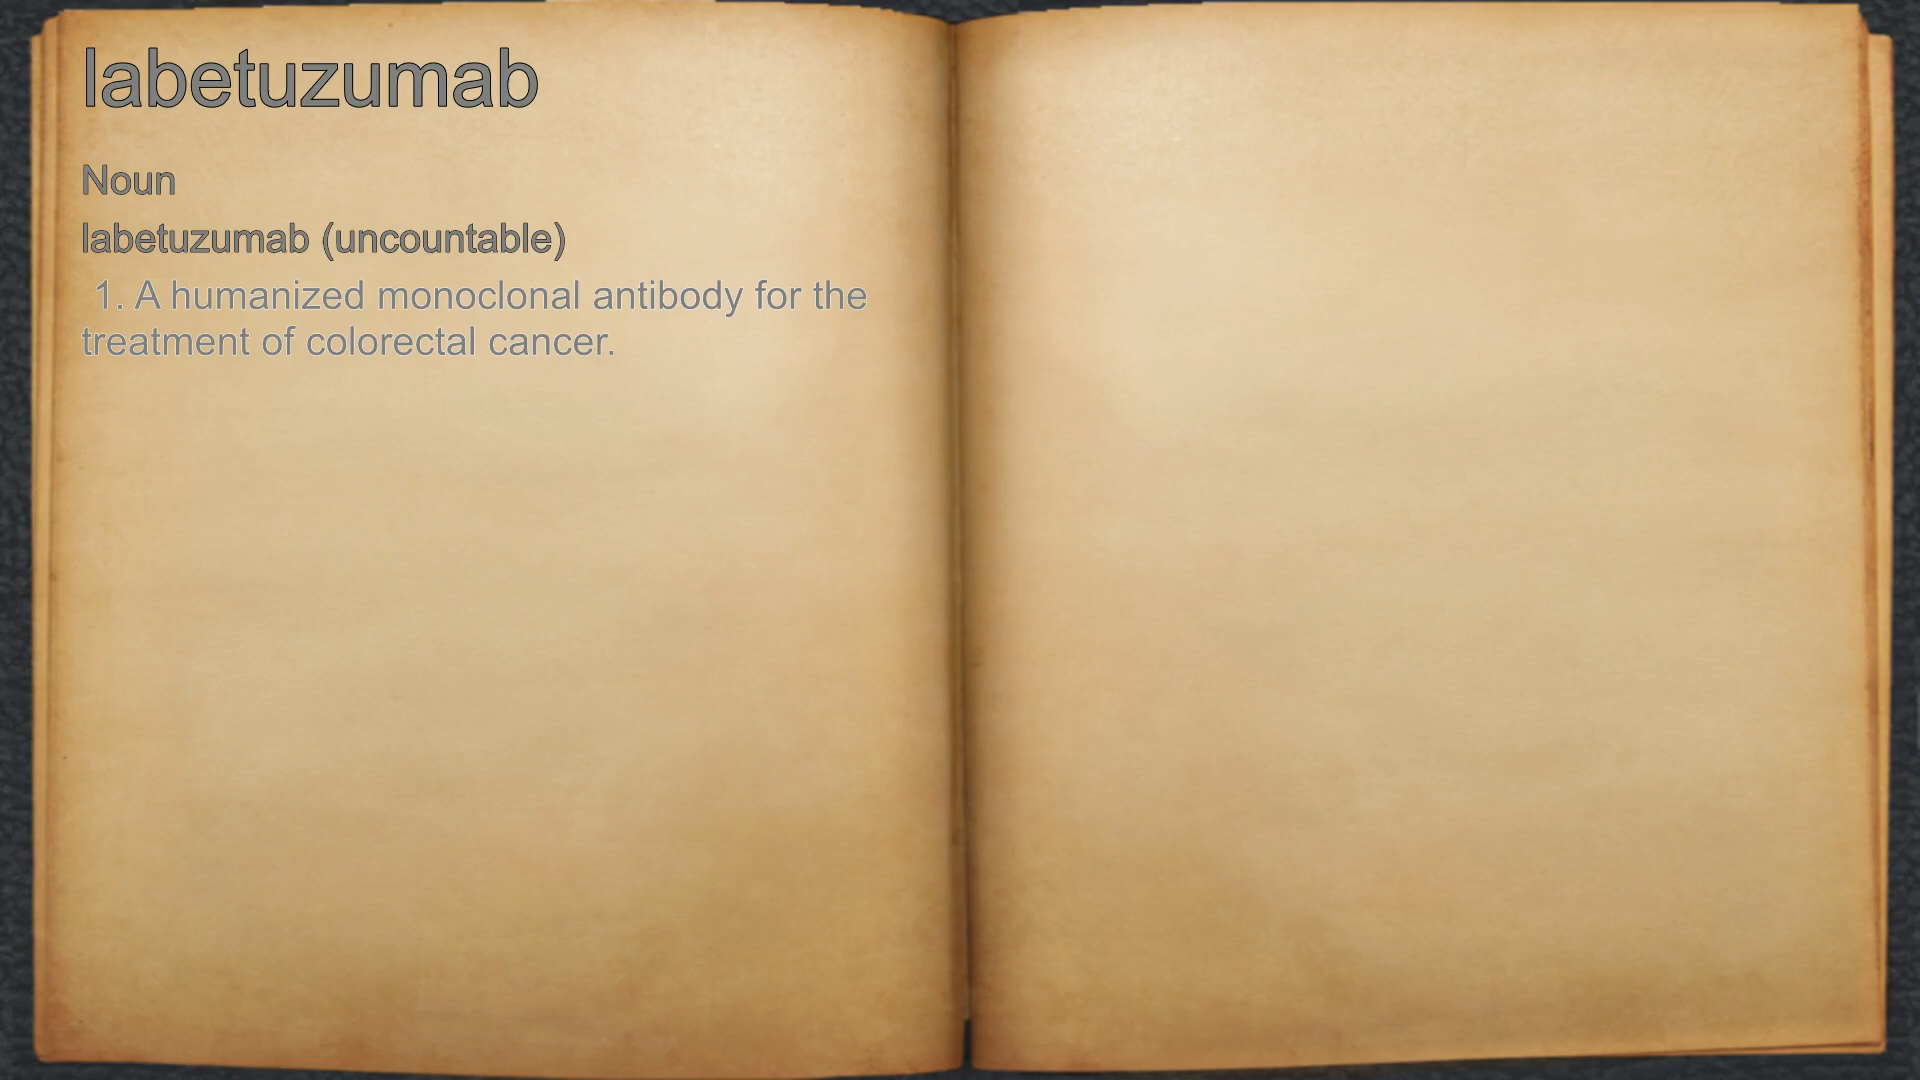 labetuzumab
Noun
labetuzumab (uncountable)
1. A humanized monoclonal antibody for the
treatment of colorectal cancer.